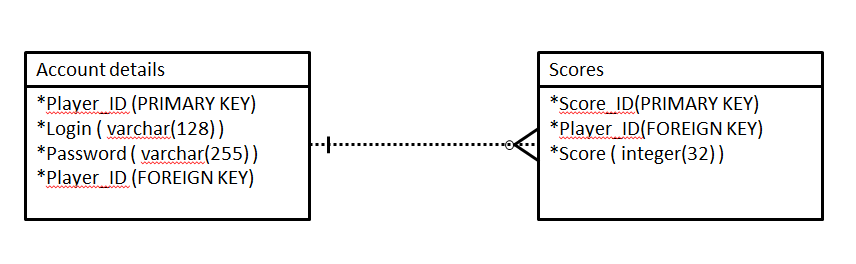 Account details
*Player_ID (PRIMARY KEY)
*Login ( varchar(128) )
*Password ( varchar(255) )
*Player_ID (FOREIGN KEY)
Scores
*Score_ID(PRIMARY KEY)
*Player_ID(FOREIGN KEY)
*Score ( integer(32) )